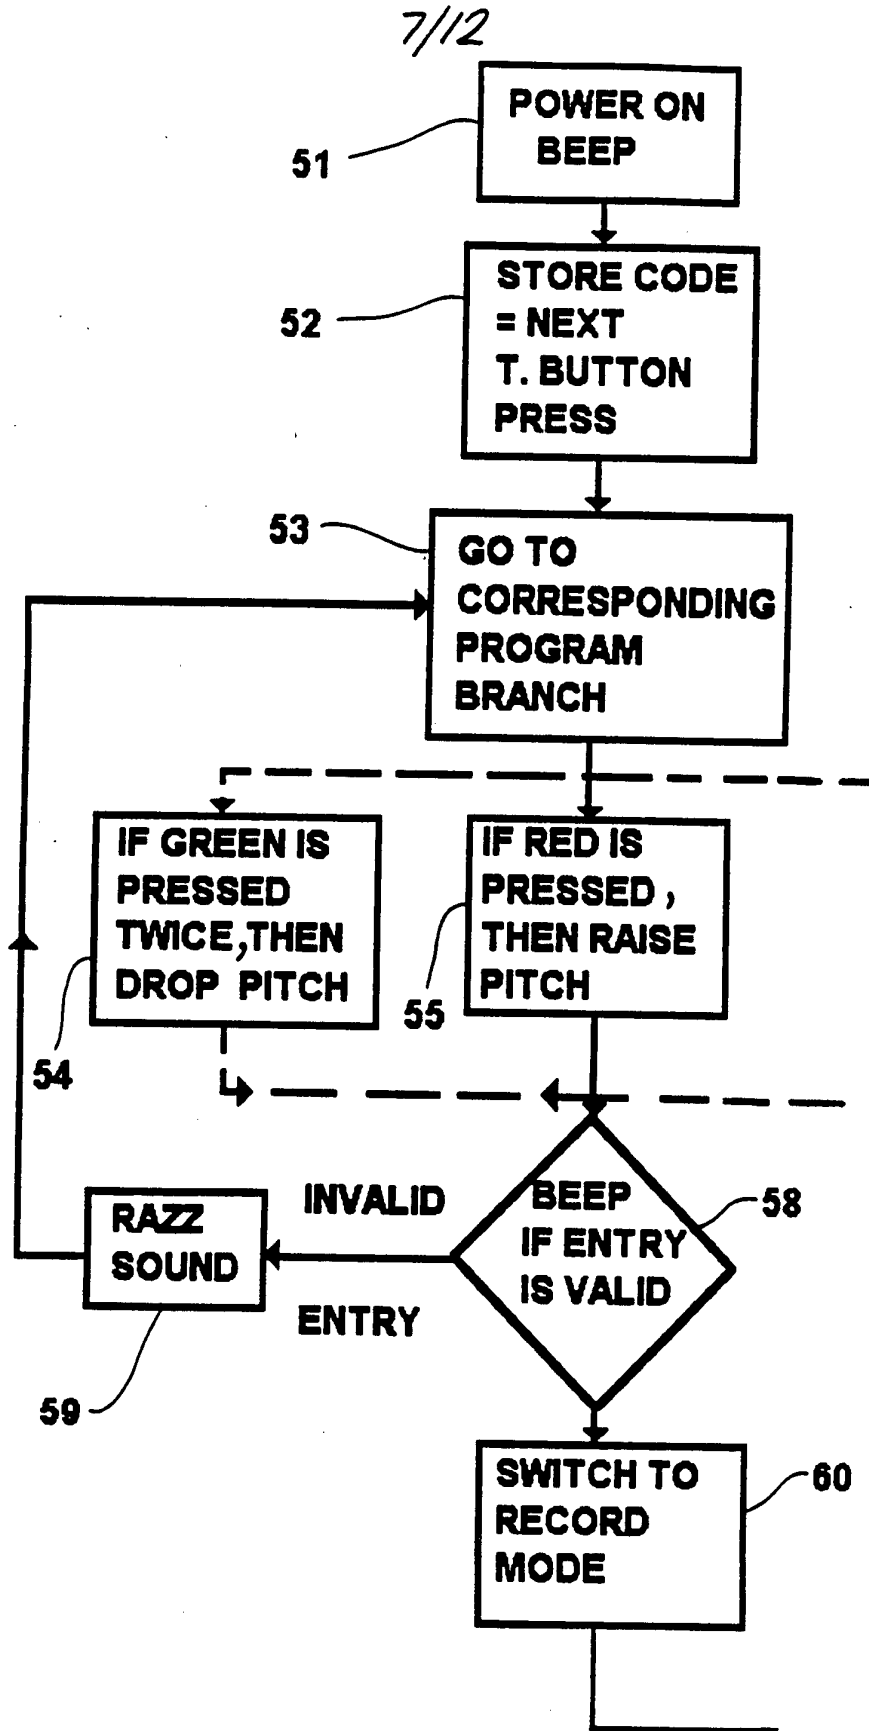 7/12
POWER ON
BEEP
51
STORE CODE
= NEXT
T. BUTTON
PRESS
52
53
GO TO
CORRESPONDING
PROGRAM
BRANCH
IF GREEN IS
PRESSED
TWICE, THEN
DROP PITCH
54
IF RED IS
PRESSED,
THEN RAISE
PITCH
55
BEEP
IF ENTRY
IS VALID
58
INVALID
ENTRY
RAZZ
SOUND
59
SWITCH TO
RECORD
MODE
60